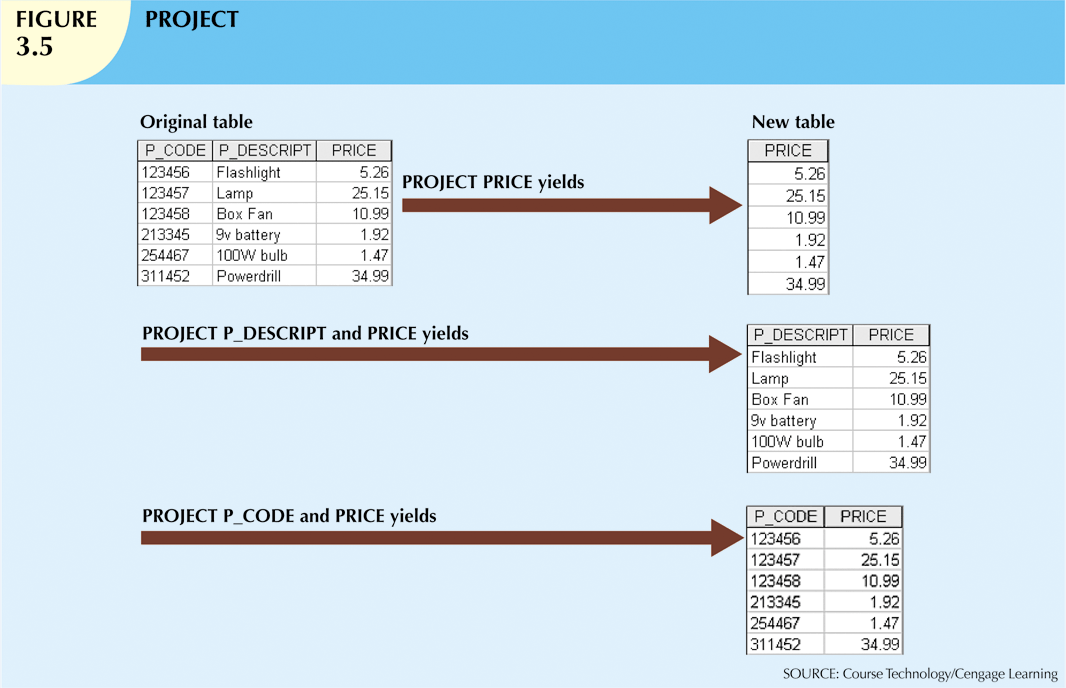 FIGURE
3.5
PROJECT
Original table
P_CODE P_DESCRIPT PRICE
123456 Flashlight 5.26
123457 Lamp 25.15
123458 Box Fan 10.99
213345 9v battery 1.92
254467 100W bulb 1.47
311452 Powerdrill 34.99
PROJECT PRICE yields
New table
PRICE
5.26
25.15
10.99
1.92
1.47
34.99
PROJECT P_DESCRIPT and PRICE yields
P_DESCRIPT PRICE
Flashlight 5.26
Lamp 25.15
Box Fan 10.99
9v battery 1.92
100W bulb 1.47
Powerdrill 34.99
PROJECT P_CODE and PRICE yields
P_CODE PRICE
123456 5.26
123457 25.15
123458 10.99
213345 1.92
254467 1.47
311452 34.99
SOURCE: Course Technology/Cengage Learning